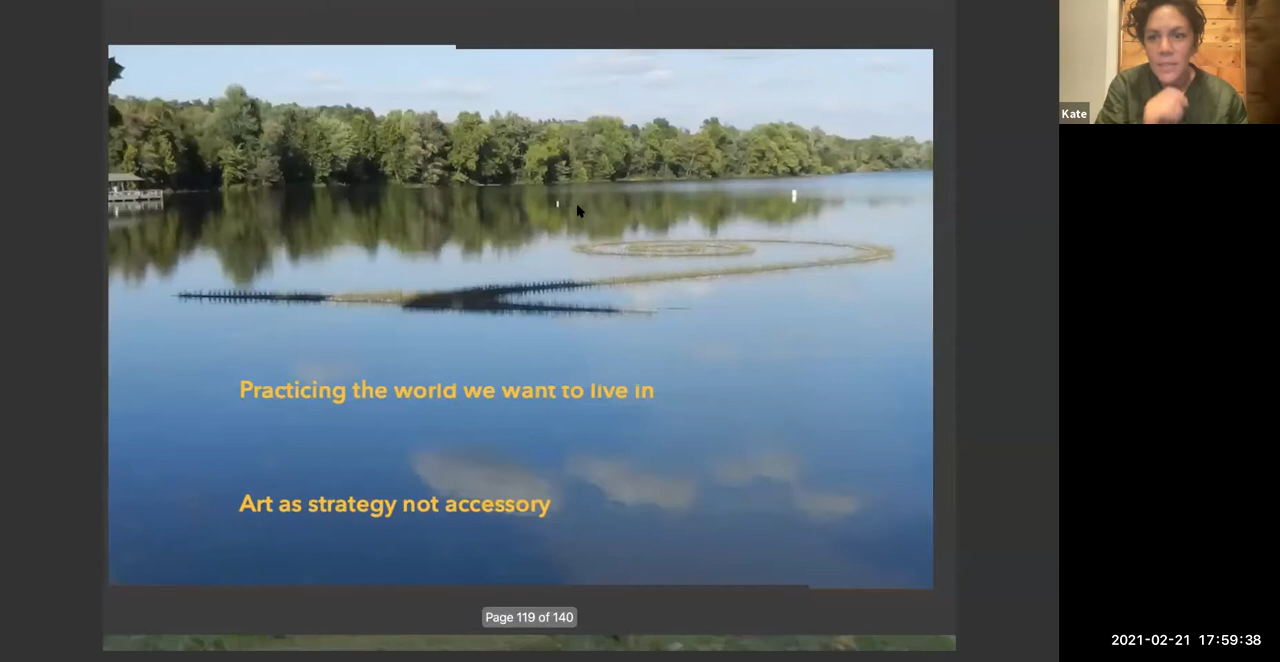 Kate
Practicing the world we want to live in
Art as strategy not accessory
Page 119 of 140
2021-02-21 17:59:38